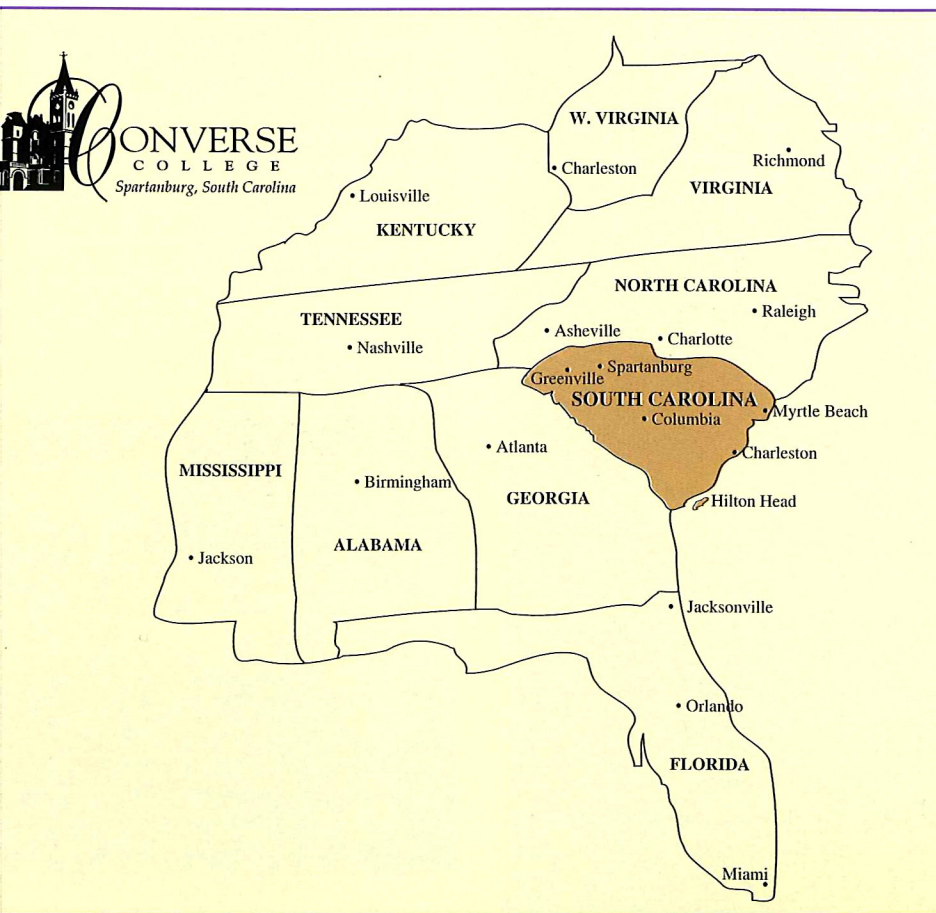 CONVERSE
COLLEGE
Spartanburg, South Carolina
W. VIRGINIA
Charleston
Richmond
VIRGINIA
Louisville
KENTUCKY
NORTH CAROLINA
Raleigh
TENNESSEE
Nashville
Asheville
Charlotte
Spartanburg
Greenville
SOUTH CAROLINA
Columbia
Myrtle Beach
Charleston
Hilton Head
Atlanta
GEORGIA
MISSISSIPPI
Jackson
Birmingham
ALABAMA
Jacksonville
Orlando
FLORIDA
Miami